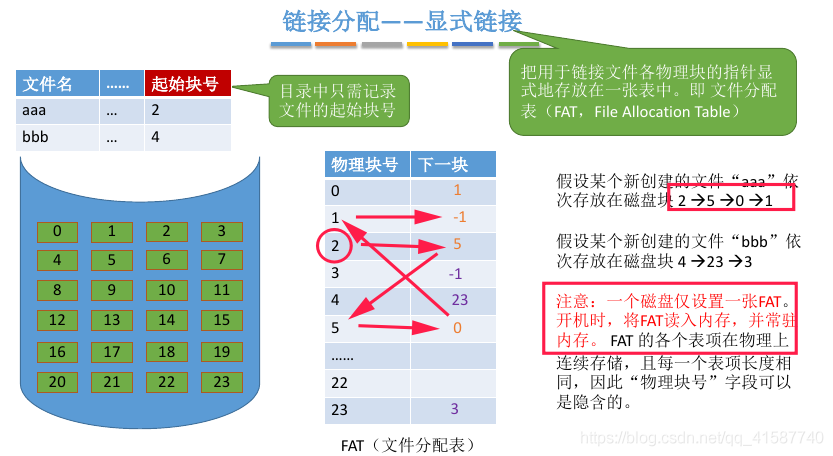 链接分配——显式链接
文件名 …… 起始块号
aaa … 2
bbb … 4
目录中只需记录
文件的起始块号
把用于链接文件各物理块的指针显
式地存放在一张表中。即 文件分配
表（FAT，File Allocation Table）
0 1 2 3
4 5 6 7
8 9 10 11
12 13 14 15
16 17 18 19
20 21 22 23
物理块号 下一块
0 1
1 -1
2 5
3 -1
4 23
5 0
……
22
23 3
FAT（文件分配表）
假设某个新创建的文件“aaa”依
次存放在磁盘块 2→5→0→1
假设某个新创建的文件“bbb”依
次存放在磁盘块 4→23→3
注意：一个磁盘仅设置一张FAT。
开机时，将FAT读入内存，并常驻
内存。 FAT 的各个表项在物理上
连续存储，且每一个表项长度相
同，因此“物理块号”字段可以
是隐含的。
https://blog.csdn.net/qq_41587740